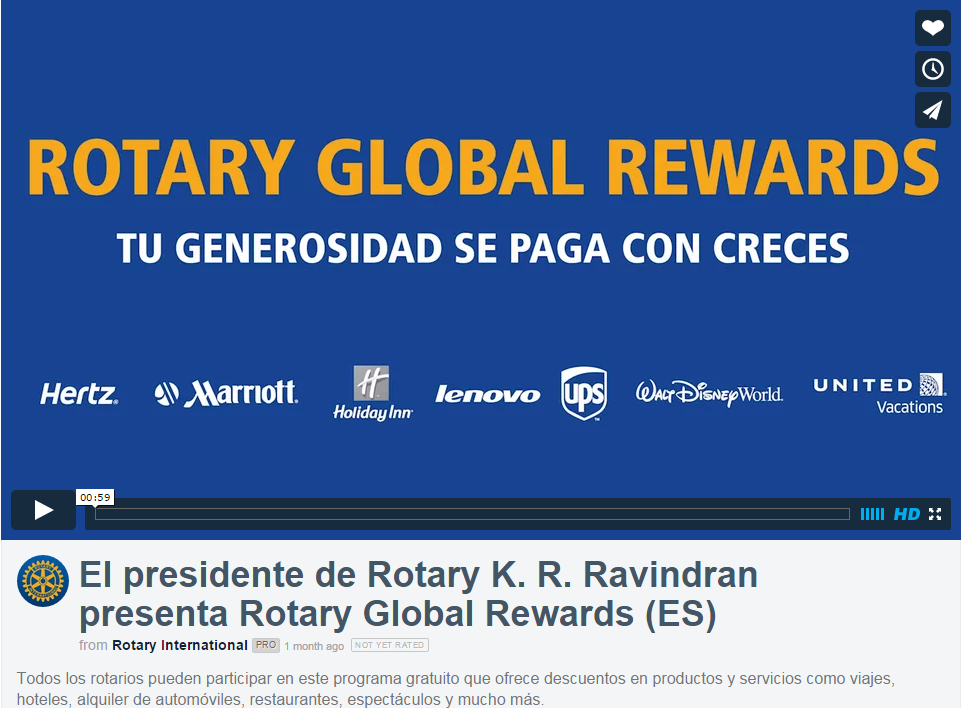 ROTARY GLOBAL REWARDS
TU GENEROSIDAD SE PAGA CON CRECES
Hertz. Marriott. H Holiday Inn lenovo ups Walt Disney World. UNITED
Vacations
00:59
HD
El presidente de Rotary K. R. Ravindran
presenta Rotary Global Rewards (ES)
from Rotary International PRO 1 month ago NOT YET RATED
Todos los rotarios pueden participar en este programa gratuito que ofrece descuentos en productos y servicios como viajes,
hoteles, alquiler de automóviles, restaurantes, espectáculos y mucho más.